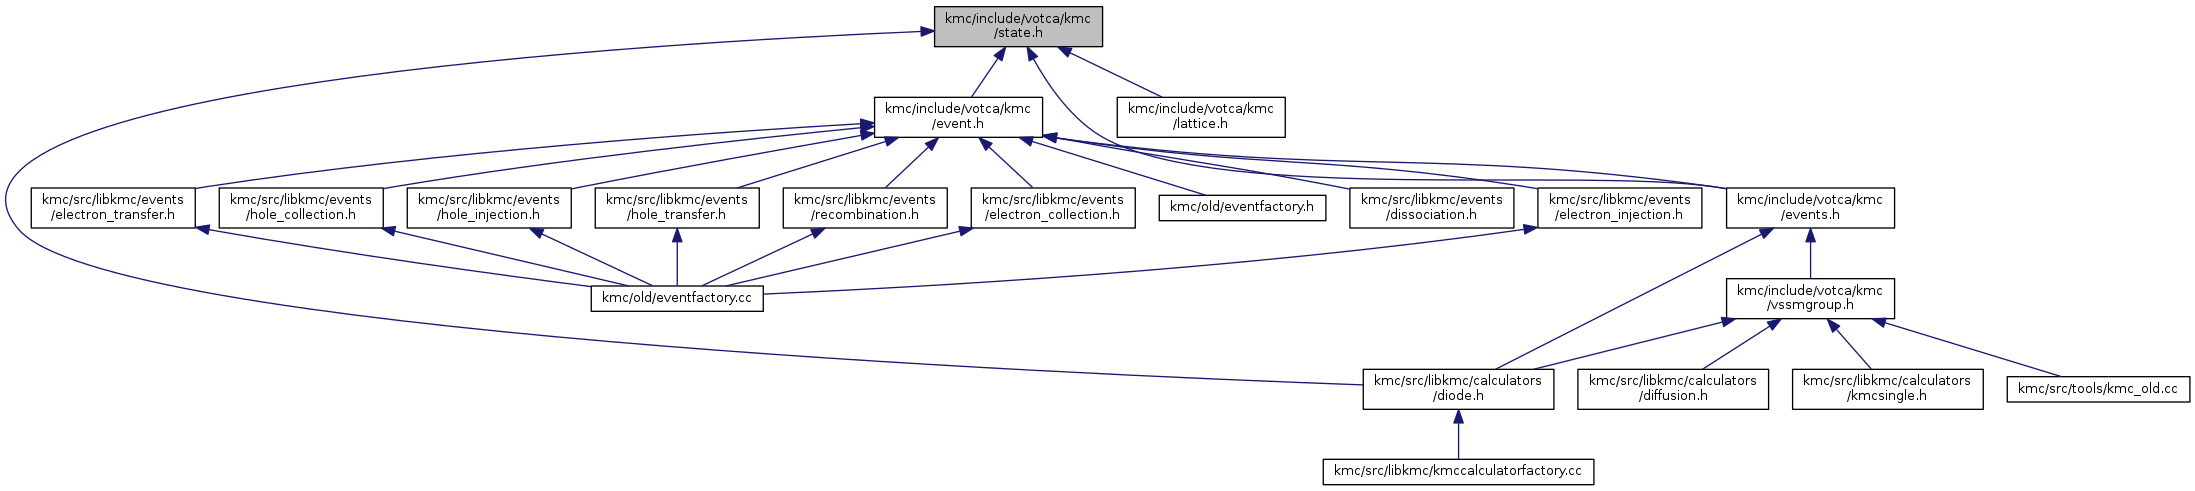 kmc/include/votca/kmc
/state.h
kmc/include/votca/kmc
/event.h
kmc/include/votca/kmc
/lattice.h
kmc/src/libkmc/events
/electron_transfer.h
kmc/src/libkmc/events
/hole_collection.h
kmc/src/libkmc/events
/hole_injection.h
kmc/src/libkmc/events
/hole_transfer.h
kmc/src/libkmc/events
/recombination.h
kmc/src/libkmc/events
/electron_collection.h
kmc/old/eventfactory.h
kmc/src/libkmc/events
/dissociation.h
kmc/src/libkmc/events
/electron_injection.h
kmc/include/votca/kmc
/events.h
kmc/old/eventfactory.cc
kmc/include/votca/kmc
/vssmgroup.h
kmc/src/libkmc/calculators
/diode.h
kmc/src/libkmc/calculators
/diffusion.h
kmc/src/libkmc/calculators
/kmcsingle.h
kmc/src/tools/kmc_old.cc
kmc/src/libkmc/kmccalculatorfactory.cc